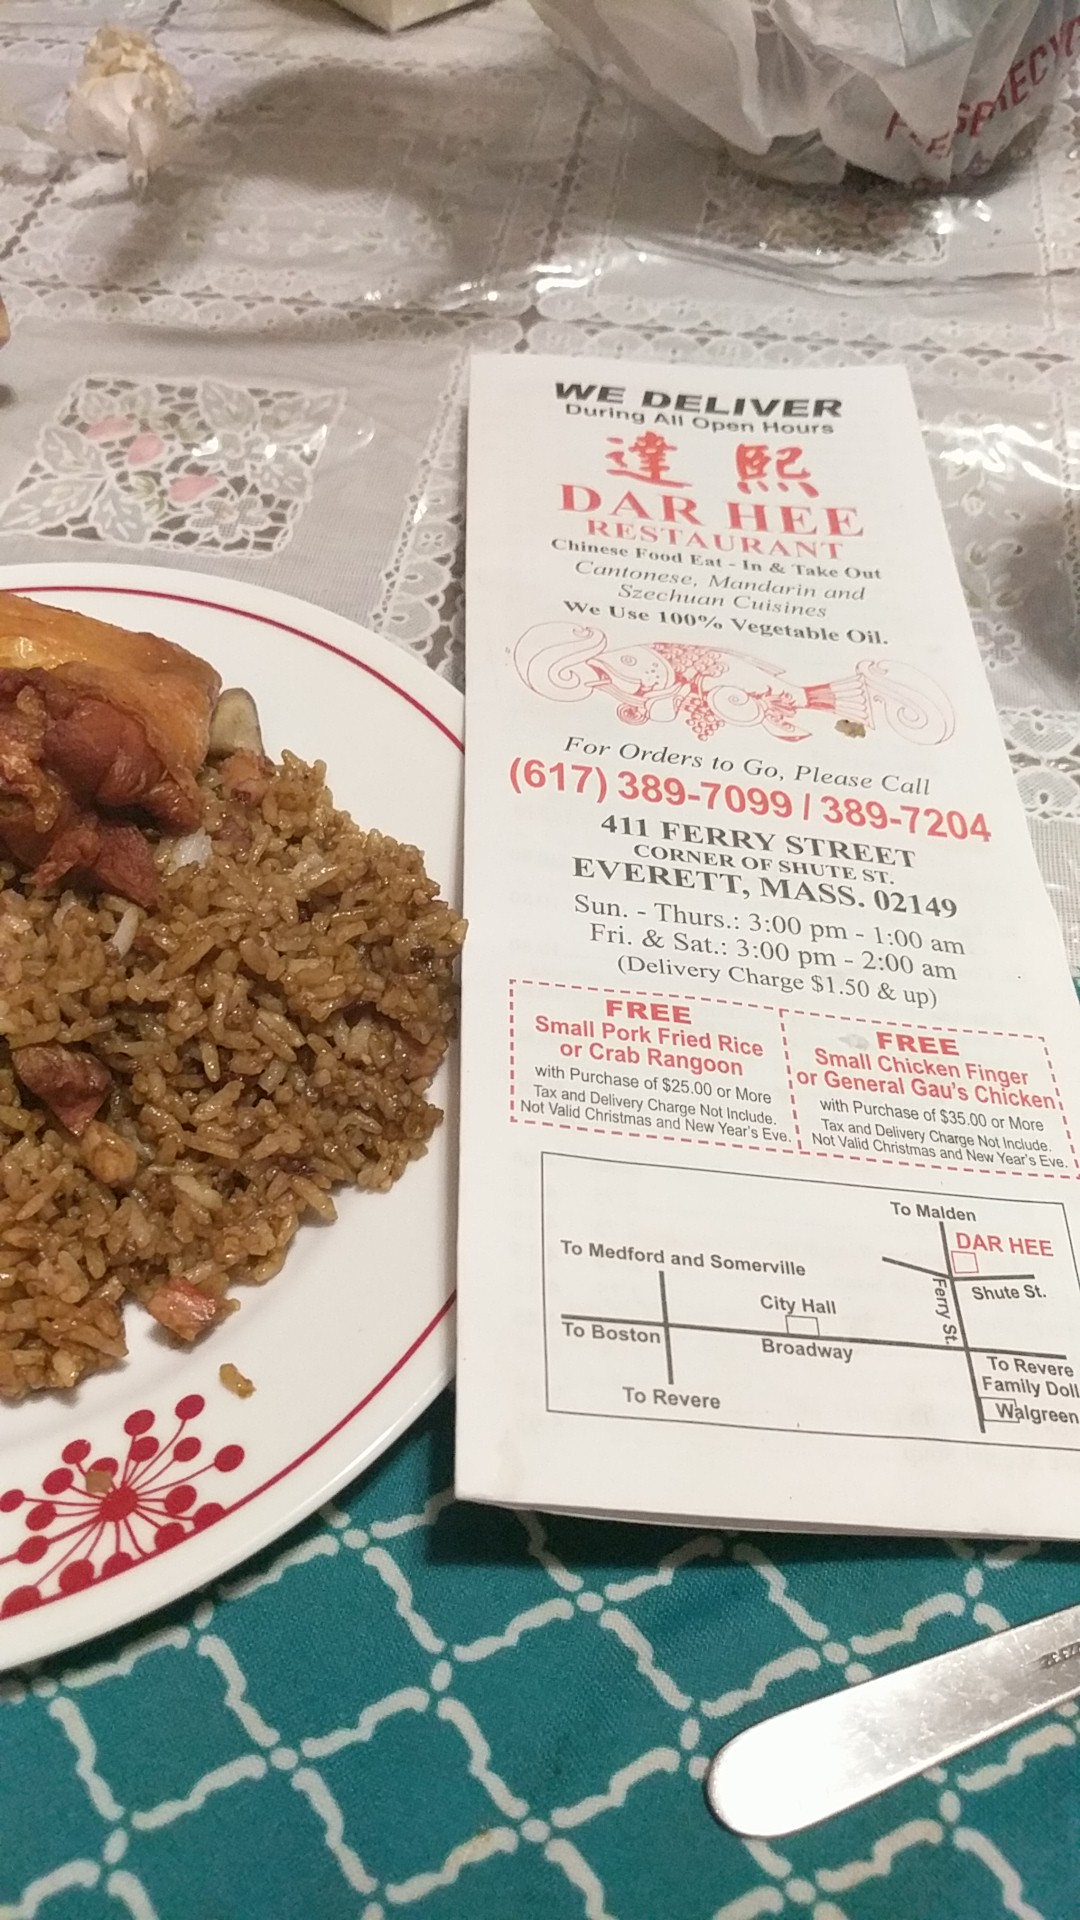 PLEASE RECYC
WE DELIVER
During All Open Hours
達 熙
DAR HEE
RESTAURANT
Chinese Food Eat - In & Take Out
Cantonese, Mandarin and
Szechuan Cuisines
We Use 100% Vegetable Oil.
For Orders to Go, Please Call
(617) 389-7099 / 389-7204
411 FERRY STREET
CORNER OF SHUTE ST.
EVERETT, MASS. 02149
Sun. - Thurs.: 3:00 pm - 1:00 am
Fri. & Sat.: 3:00 pm - 2:00 am
(Delivery Charge $1.50 & up)
FREE
Small Pork Fried Rice
or Crab Rangoon
with Purchase of $25.00 or More
Tax and Delivery Charge Not Include.
Not Valid Christmas and New Year's Eve.
FREE
Small Chicken Finger
or General Gau's Chicken
with Purchase of $35.00 or More
Tax and Delivery Charge Not Include.
Not Valid Christmas and New Year's Eve.
To Malden
DAR HEE
To Medford and Somerville
Shute St.
City Hall
Ferry St.
To Boston
Broadway
To Revere
Family Doll
Walgreen
To Revere